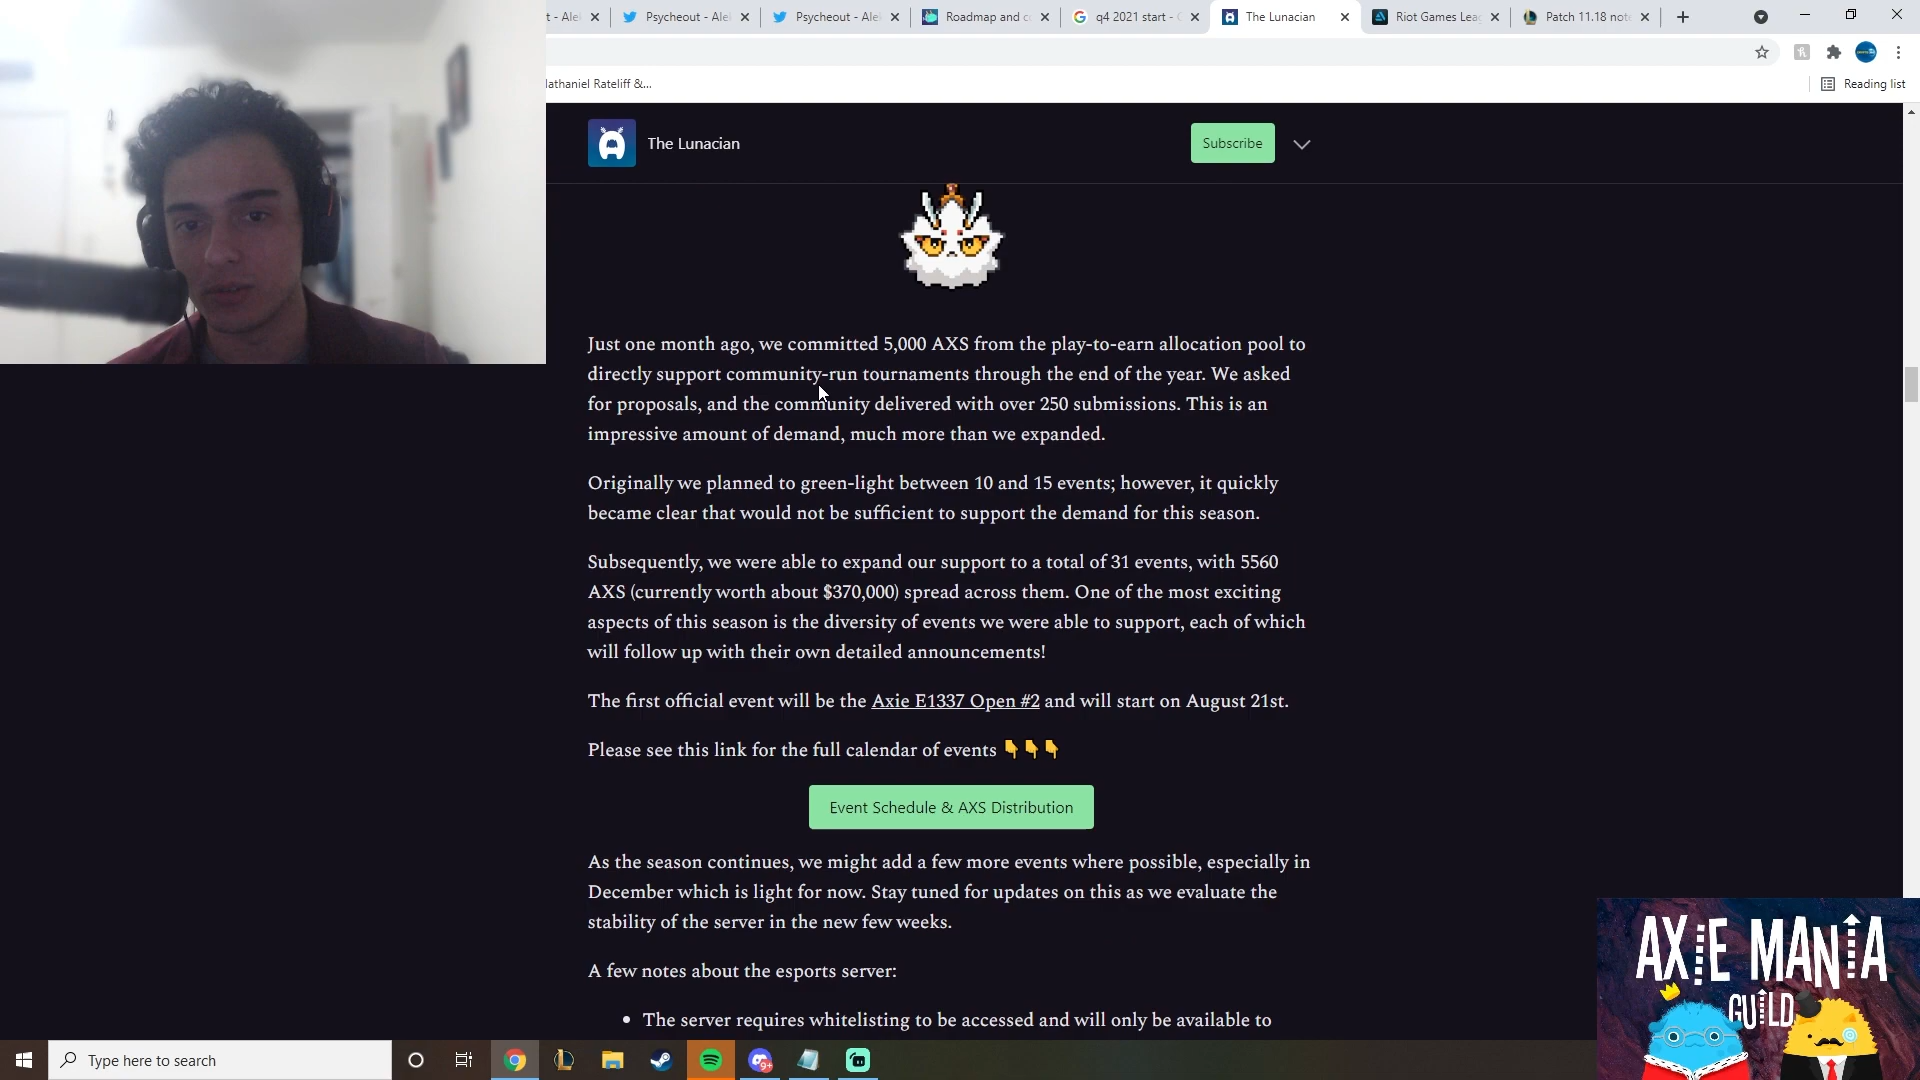 t - Ale
Psycheout - Ale
Psycheout - Ale
Roadmap and c
q4 2021 start -
The Lunacian
Riot Games Lea
Patch 11.18 not
Nathaniel Rateliff &...
Reading list
The Lunacian
Subscribe
Just one month ago, we committed 5,000 AXS from the play-to-earn allocation pool to
directly support community-run tournaments through the end of the year. We asked
for proposals, and the community delivered with over 250 submissions. This is an
impressive amount of demand, much more than we expanded.
Originally we planned to green-light between 10 and 15 events; however, it quickly
became clear that would not be sufficient to support the demand for this season.
Subsequently, we were able to expand our support to a total of 31 events, with 5560
AXS (currently worth about $370,000) spread across them. One of the most exciting
aspects of this season is the diversity of events we were able to support, each of which
will follow up with their own detailed announcements!
The first official event will be the Axie E1337 Open #2 and will start on August 21st.
Please see this link for the full calendar of events 👇👇👇
Event Schedule & AXS Distribution
As the season continues, we might add a few more events where possible, especially in
December which is light for now. Stay tuned for updates on this as we evaluate the
stability of the server in the new few weeks.
A few notes about the esports server:
• The server requires whitelisting to be accessed and will only be available to
AXIE MANIA
GUILD
Type here to search
9+